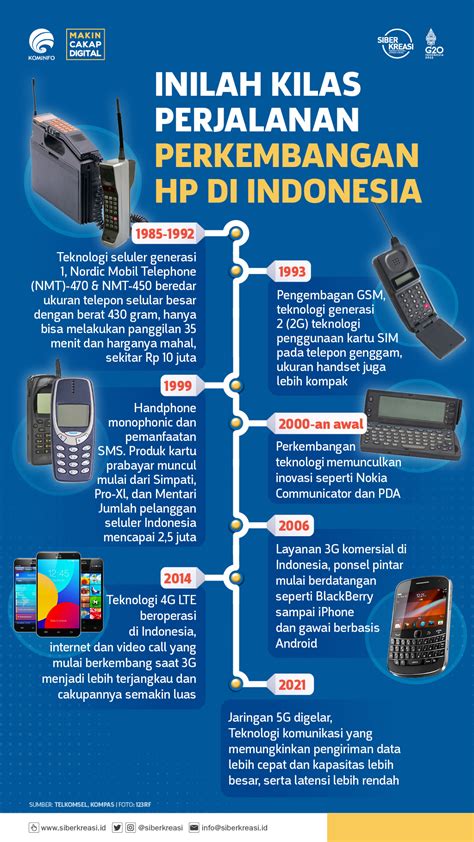 KOMINFO
MAKIN
CAKAP
DIGITAL
SIBER
KREASI
G20
INILAH KILAS
PERJALANAN
PERKEMBANGAN
HP DI INDONESIA
1985-1992
Teknologi seluler generasi
1, Nordic Mobil Telephone
(NMT)-470 & NMT-450 beredar
ukuran telepon selular besar
dengan berat 430 gram, hanya
bisa melakukan panggilan 35
menit dan harganya mahal,
sekitar Rp 10 juta
1993
Pengembagan GSM,
teknologi generasi
2 (2G) teknologi
penggunaan kartu SIM
pada telepon genggam,
ukuran handset juga
lebih kompak
1999
Handphone
monophonic dan
pemanfaatan
SMS. Produk kartu
prabayar muncul
mulai dari Simpati,
Pro-Xl, dan Mentari
Jumlah pelanggan
seluler Indonesia
mencapai 2,5 juta
2000-an awal
Perkembangan
teknologi memunculkan
inovasi seperti Nokia
Communicator dan PDA
2006
Layanan 3G komersial di
Indonesia, ponsel pintar
mulai berdatangan
seperti BlackBerry
sampai iPhone
dan gawai berbasis
Android
2014
Teknologi 4G LTE
beroperasi
di Indonesia,
internet dan video call yang
mulai berkembang saat 3G
menjadi lebih terjangkau dan
cakupannya semakin luas
2021
Jaringan 5G digelar,
Teknologi komunikasi yang
memungkinkan pengiriman data
lebih cepat dan kapasitas lebih
besar, serta latensi lebih rendah
SUMBER: TELKOMSEL, KOMPAS | FOTO: 123RF
www.siberkreasi.id @siberkreasi info@siberkreasi.id